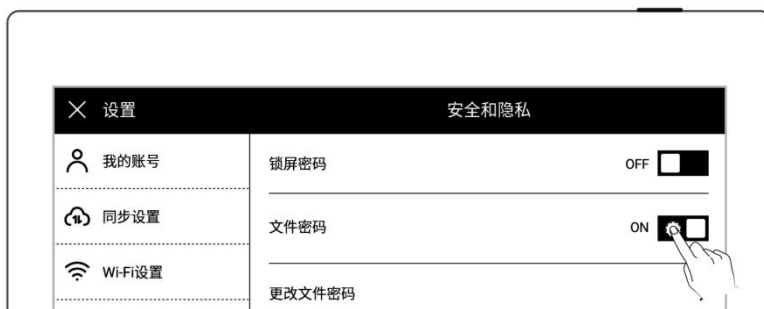 设置
安全和隐私
我的账号
锁屏密码 OFF
同步设置
文件密码 ON
Wi-Fi设置
更改文件密码